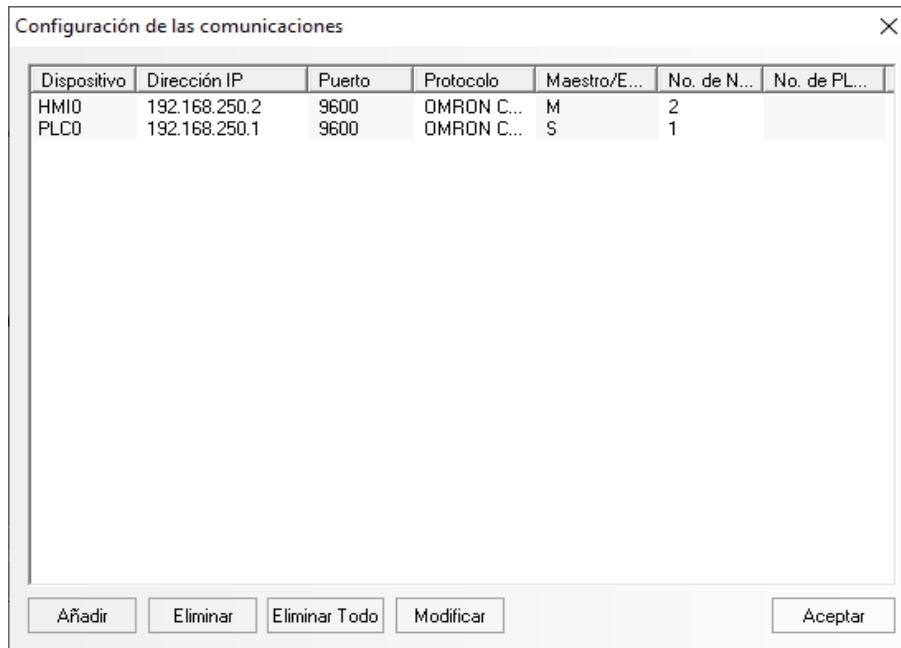 Configuración de las comunicaciones
Dispositivo Dirección IP Puerto Protocolo Maestro/E... No. de N... No. de PL...
HMI0 192.168.250.2 9600 OMRON C... M 2
PLC0 192.168.250.1 9600 OMRON C... S 1
Añadir Eliminar Eliminar Todo Modificar Aceptar